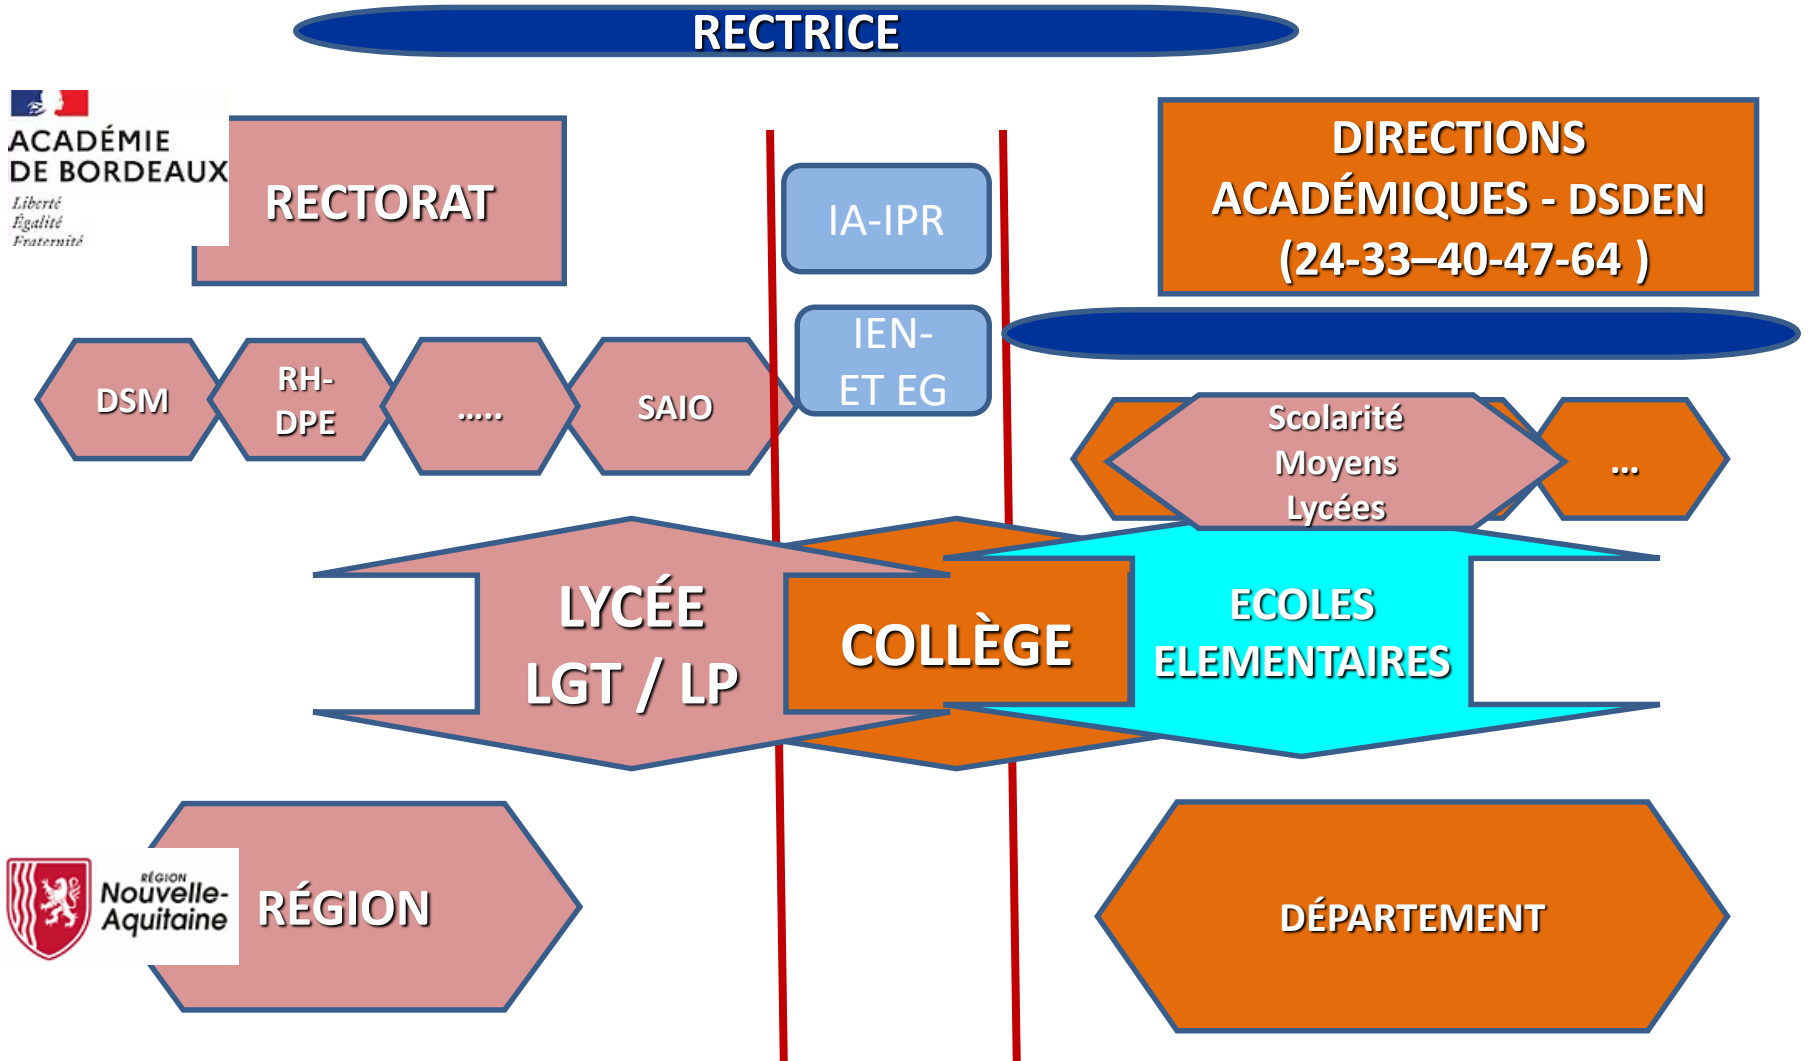 RECTRICE
ACADÉMIE
DE BORDEAUX
Liberté
Égalité
Fraternité
RECTORAT
IA-IPR
DIRECTIONS
ACADÉMIQUES - DSDEN
(24-33–40-47-64 )
IEN-
ET EG
DSM
RH-
DPE
.....
SAIO
Scolarité
Moyens
Lycées
...
LYCÉE
LGT / LP
COLLÈGE
ECOLES
ELEMENTAIRES
RÉGION
Nouvelle-
Aquitaine
RÉGION
DÉPARTEMENT